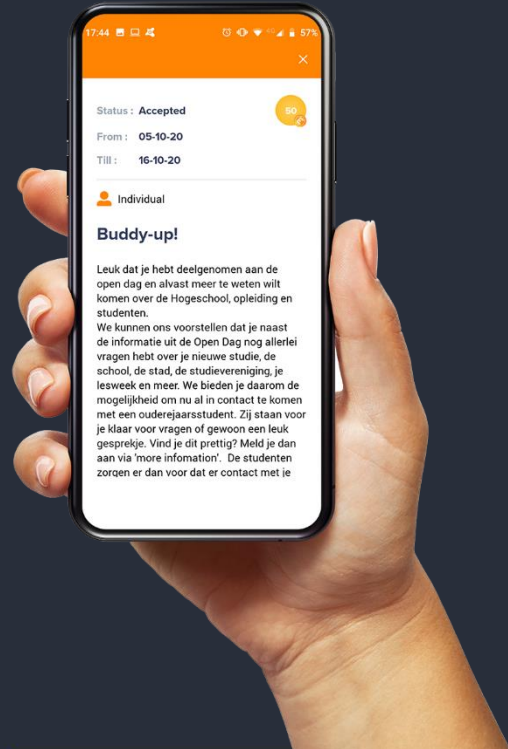 17:44
57%
Status : Accepted
50
From : 05-10-20
Till : 16-10-20
Individual
Buddy-up!
Leuk dat je hebt deelgenomen aan de
open dag en alvast meer te weten wilt
komen over de Hogeschool, opleiding en
studenten.
We kunnen ons voorstellen dat je naast
de informatie uit de Open Dag nog allerlei
vragen hebt over je nieuwe studie, de
school, de stad, de studievereniging, je
lesweek en meer. We bieden je daarom de
mogelijkheid om nu al in contact te komen
met een ouderejaarsstudent. Zij staan voor
je klaar voor vragen of gewoon een leuk
gesprekje. Vind je dit prettig? Meld je dan
aan via 'more infomation'.  De studenten
zorgen er dan voor dat er contact met je